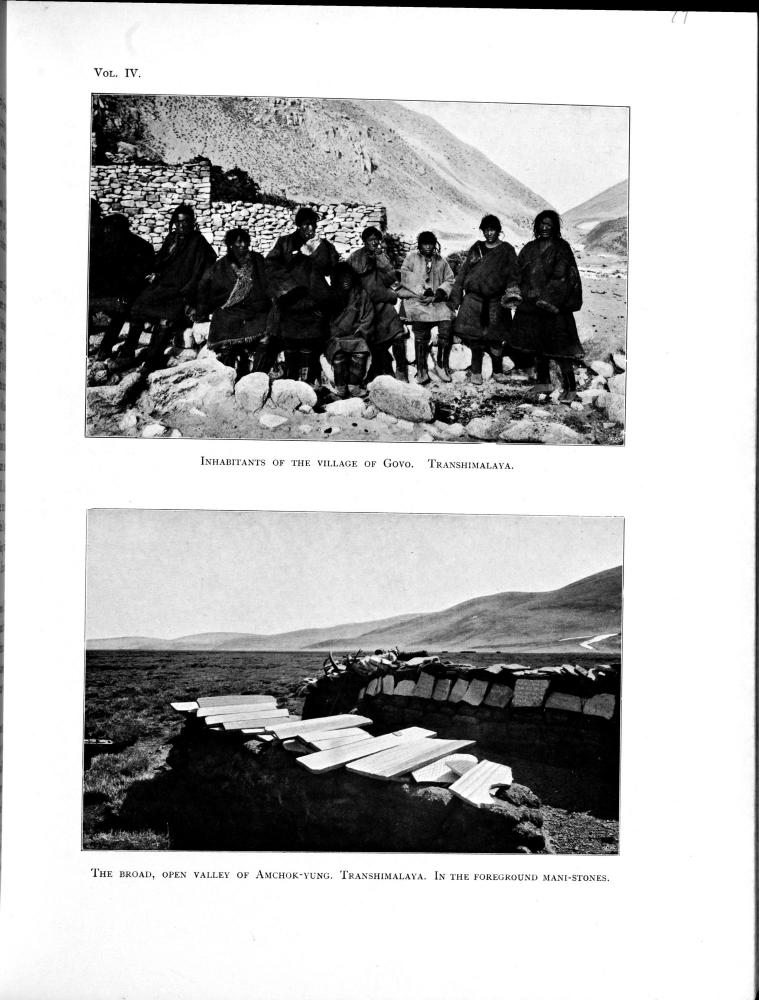 Vol. IV.
Inhabitants of the village of Govo. Transhimalaya.
The broad, open valley of Amchok-yung. Transhimalaya. In the foreground mani-stones.